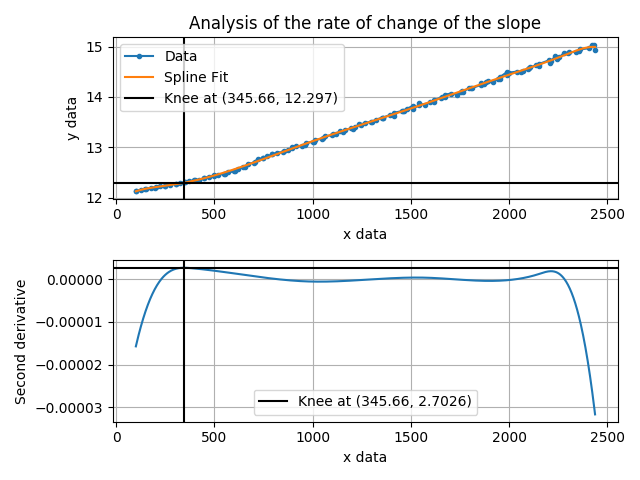 Analysis of the rate of change of the slope
y data
15
14
13
12
Data
Spline Fit
Knee at (345.66, 12.297)
0
500
1000
1500
2000
2500
x data
Second derivative
0.00000
−0.00001
−0.00002
−0.00003
Knee at (345.66, 2.7026)
0
500
1000
1500
2000
2500
x data